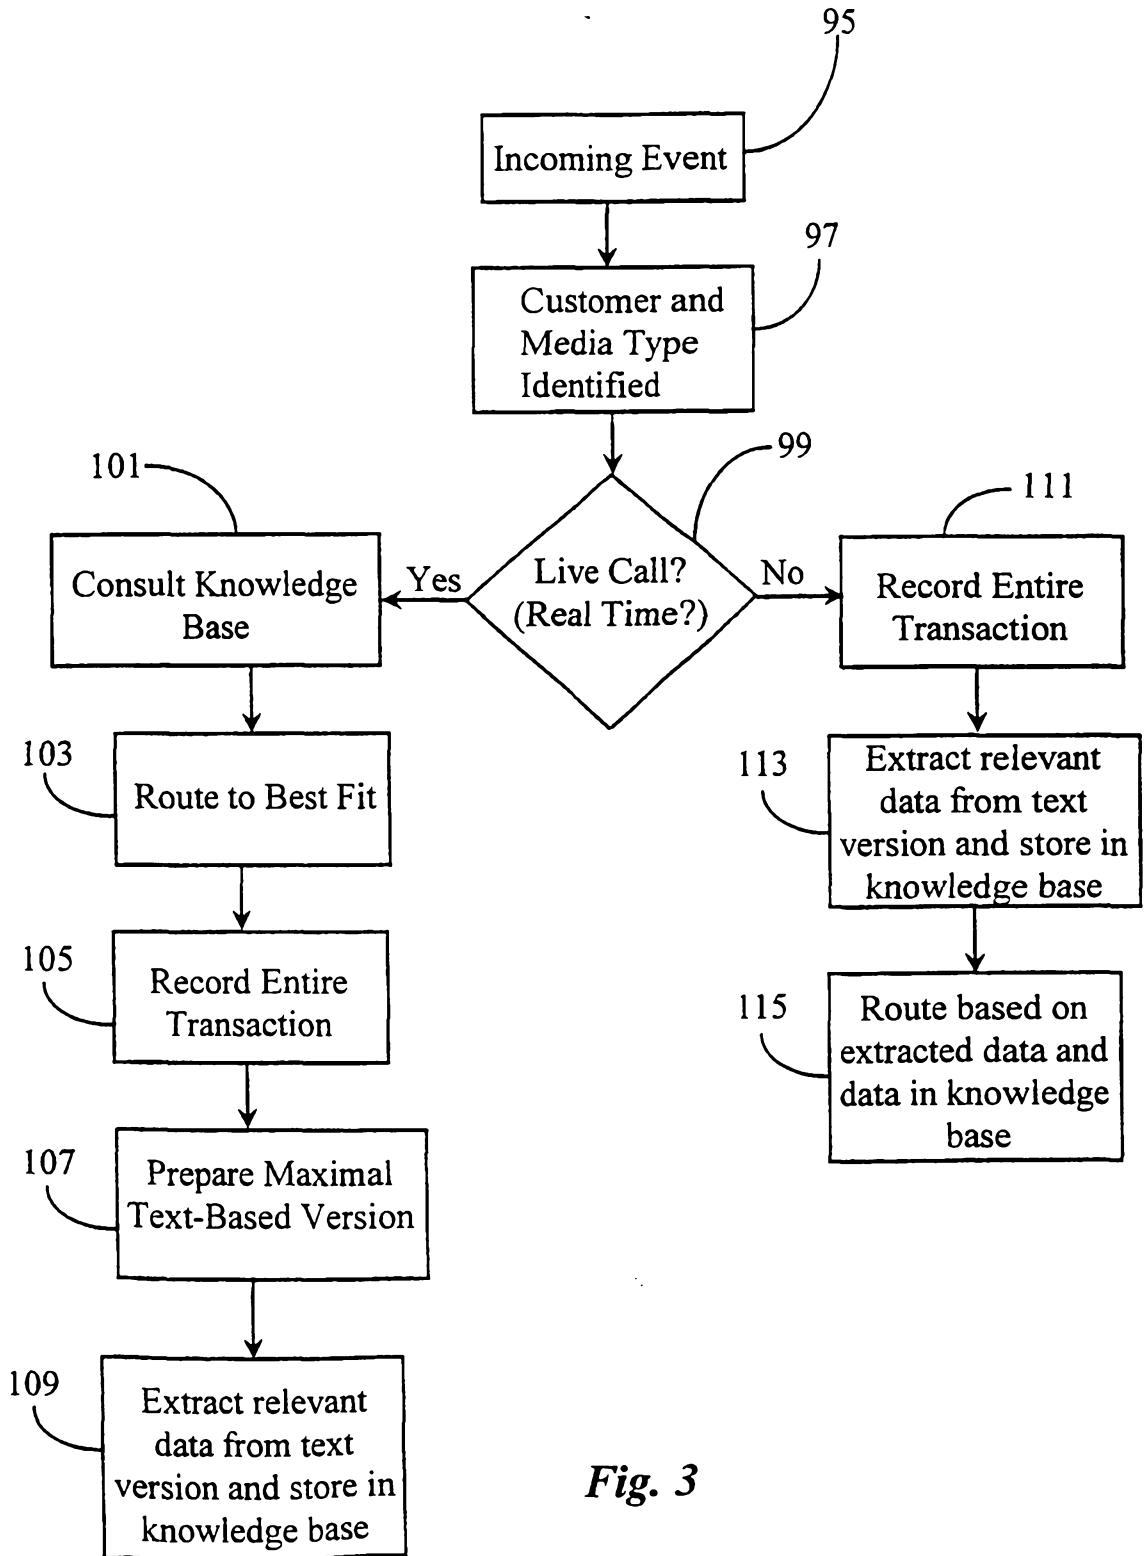 95
Incoming Event
97
Customer and
Media Type
Identified
99
Live Call?
(Real Time?)
Yes
No
101
Consult Knowledge
Base
103
Route to Best Fit
105
Record Entire
Transaction
107
Prepare Maximal
Text-Based Version
109
Extract relevant
data from text
version and store in
knowledge base
111
Record Entire
Transaction
113
Extract relevant
data from text
version and store in
knowledge base
115
Route based on
extracted data and
data in knowledge
base
Fig. 3